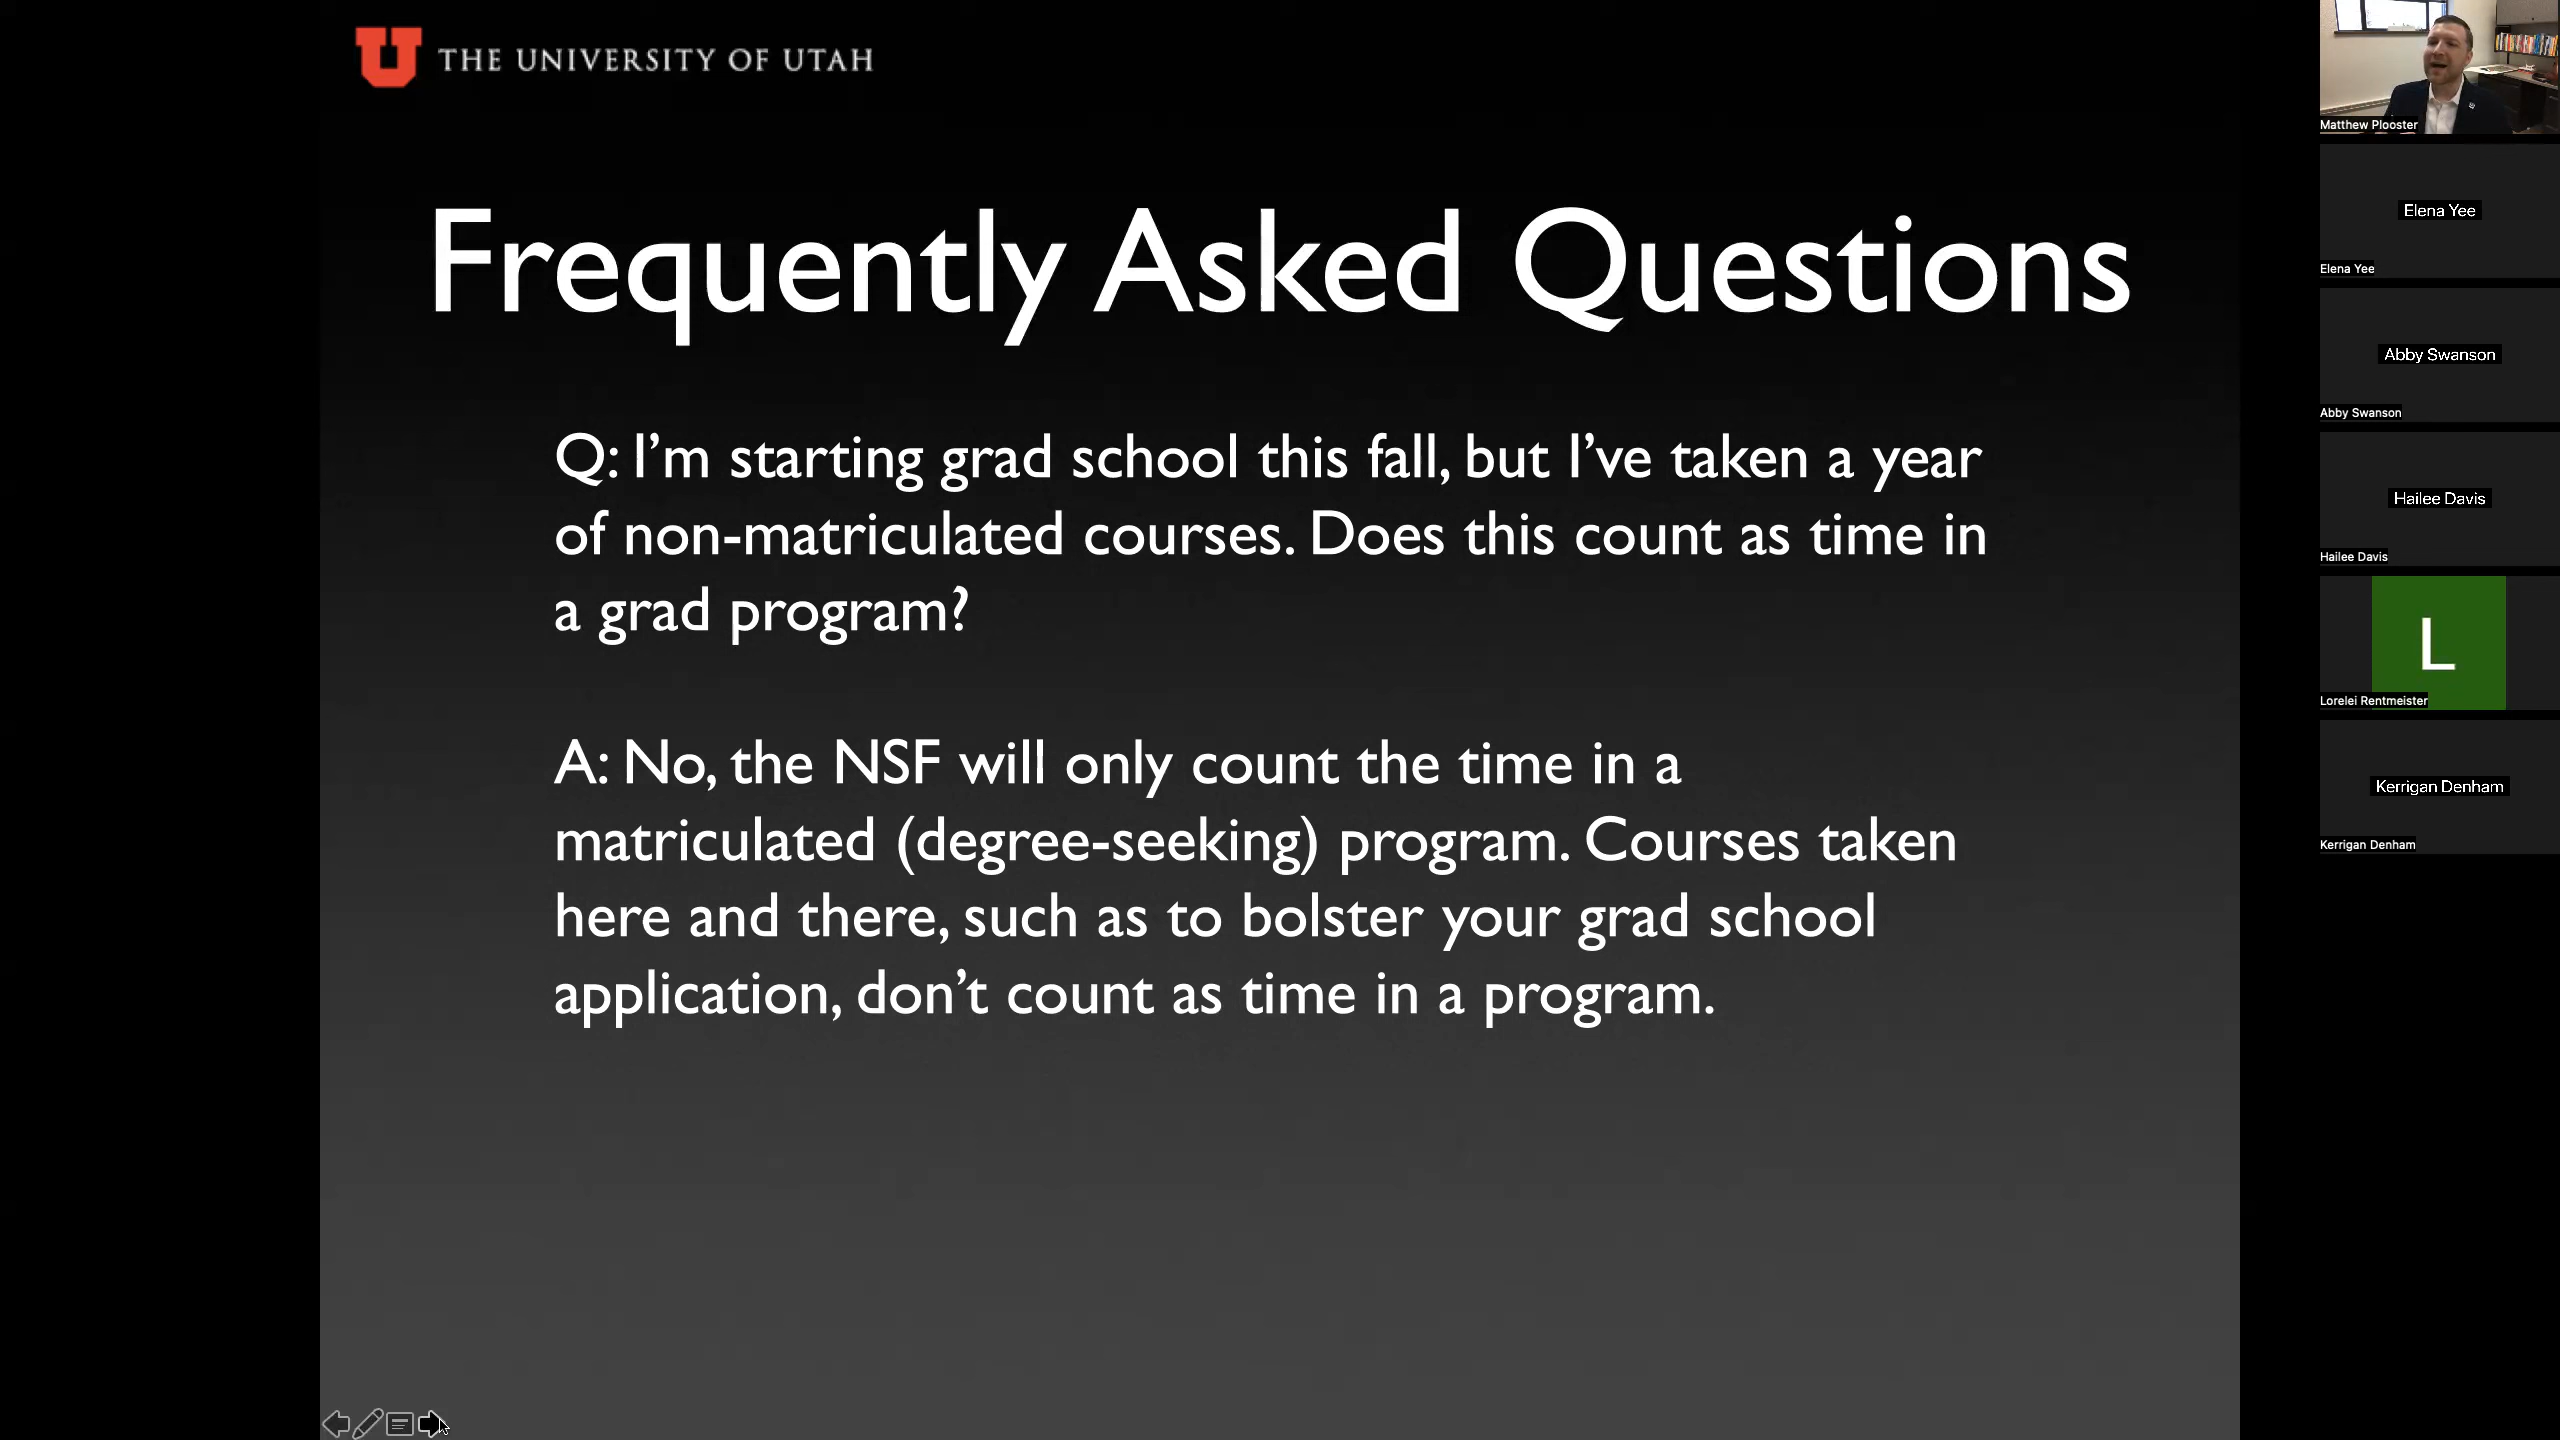 U THE UNIVERSITY OF UTAH
Frequently Asked Questions
Q: I’m starting grad school this fall, but I’ve taken a year
of non-matriculated courses. Does this count as time in
a grad program?
A: No, the NSF will only count the time in a
matriculated (degree-seeking) program. Courses taken
here and there, such as to bolster your grad school
application, don’t count as time in a program.
Matthew Plooster
Elena Yee
Elena Yee
Abby Swanson
Abby Swanson
Hailee Davis
Hailee Davis
L
Lorelei Rentmeister
Kerrigan Denham
Kerrigan Denham